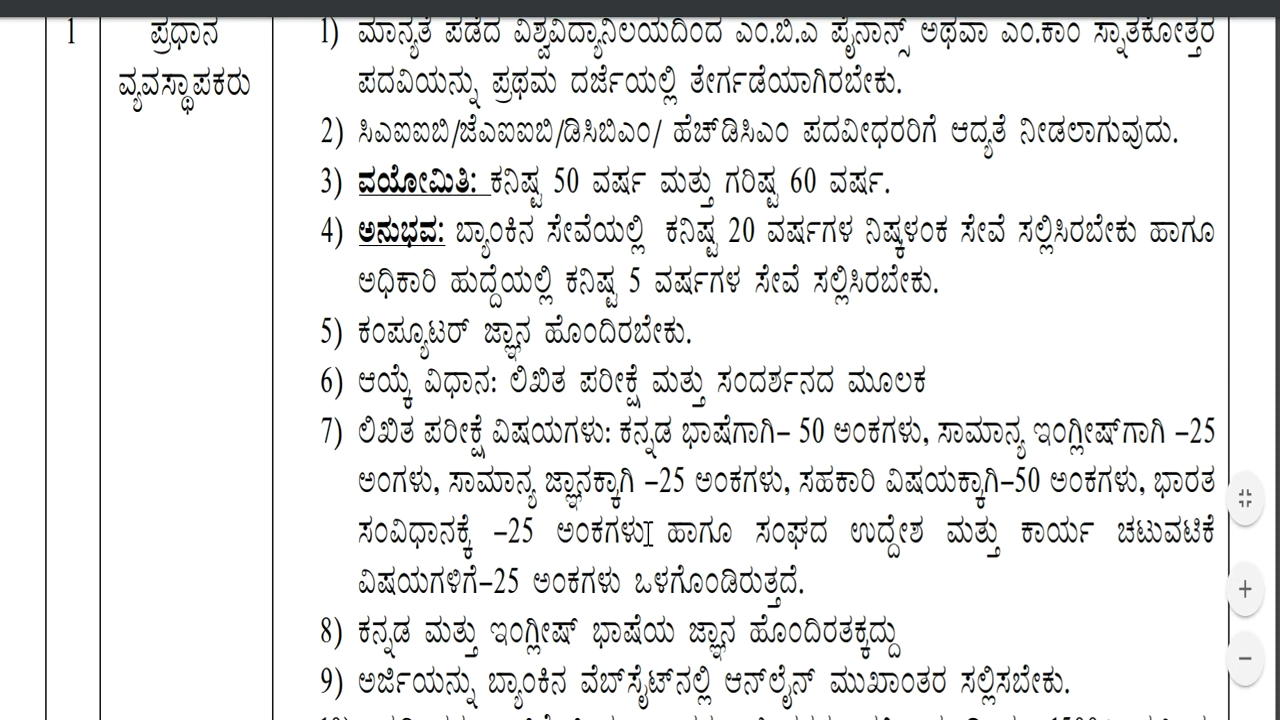 1 ಪ್ರಧಾನ
ವ್ಯವಸ್ಥಾಪಕರು
1) ಮಾನ್ಯತೆ ಪಡೆದ ವಿಶ್ವವಿದ್ಯಾನಿಲಯದಿಂದ ಎಂ.ಬಿ.ಎ ಪೈನಾನ್ಸ್ ಅಥವಾ ಎಂ.ಕಾಂ ಸ್ನಾತಕೋತ್ತರ
ಪದವಿಯನ್ನು ಪ್ರಥಮ ದರ್ಜೆಯಲ್ಲಿ ತೇರ್ಗಡೆಯಾಗಿರಬೇಕು.
2) ಸಿಎಐಐಬಿ/ಜೆಎಐಐಬಿ/ಡಿಸಿಬಿಎಂ/ ಹೆಚ್‌ಡಿಸಿಎಂ ಪದವೀಧರರಿಗೆ ಆದ್ಯತೆ ನೀಡಲಾಗುವುದು.
3) ವಯೋಮಿತಿ: ಕನಿಷ್ಟ 50 ವರ್ಷ ಮತ್ತು ಗರಿಷ್ಟ 60 ವರ್ಷ.
4) ಅನುಭವ: ಬ್ಯಾಂಕಿನ ಸೇವೆಯಲ್ಲಿ ಕನಿಷ್ಟ 20 ವರ್ಷಗಳ ನಿಷ್ಕಳಂಕ ಸೇವೆ ಸಲ್ಲಿಸಿರಬೇಕು ಹಾಗೂ
ಅಧಿಕಾರಿ ಹುದ್ದೆಯಲ್ಲಿ ಕನಿಷ್ಟ 5 ವರ್ಷಗಳ ಸೇವೆ ಸಲ್ಲಿಸಿರಬೇಕು.
5) ಕಂಪ್ಯೂಟರ್ ಜ್ಞಾನ ಹೊಂದಿರಬೇಕು.
6) ಆಯ್ಕೆ ವಿಧಾನ: ಲಿಖಿತ ಪರೀಕ್ಷೆ ಮತ್ತು ಸಂದರ್ಶನದ ಮೂಲಕ
7) ಲಿಖಿತ ಪರೀಕ್ಷೆ ವಿಷಯಗಳು: ಕನ್ನಡ ಭಾಷೆಗಾಗಿ– 50 ಅಂಕಗಳು, ಸಾಮಾನ್ಯ ಇಂಗ್ಲೀಷ್‌ಗಾಗಿ –25
ಅಂಗಳು, ಸಾಮಾನ್ಯ ಜ್ಞಾನಕ್ಕಾಗಿ –25 ಅಂಕಗಳು, ಸಹಕಾರಿ ವಿಷಯಕ್ಕಾಗಿ–50 ಅಂಕಗಳು, ಭಾರತ
ಸಂವಿಧಾನಕ್ಕೆ –25 ಅಂಕಗಳು ಹಾಗೂ ಸಂಘದ ಉದ್ದೇಶ ಮತ್ತು ಕಾರ್ಯ ಚಟುವಟಿಕೆ
ವಿಷಯಗಳಿಗೆ–25 ಅಂಕಗಳು ಒಳಗೊಂಡಿರುತ್ತದೆ.
8) ಕನ್ನಡ ಮತ್ತು ಇಂಗ್ಲೀಷ್ ಭಾಷೆಯ ಜ್ಞಾನ ಹೊಂದಿರತಕ್ಕದ್ದು
9) ಅರ್ಜಿಯನ್ನು ಬ್ಯಾಂಕಿನ ವೆಬ್‌ಸೈಟ್‌ನಲ್ಲಿ ಆನ್‌ಲೈನ್ ಮುಖಾಂತರ ಸಲ್ಲಿಸಬೇಕು.